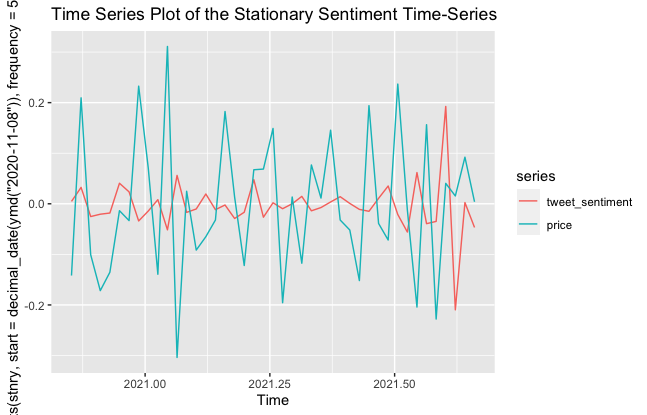 Time Series Plot of the Stationary Sentiment Time-Series
s(stnry, start = decimal_date(ymd("2020-11-08")), frequency = 5
0.2
0.0
-0.2
2021.00
2021.25
2021.50
Time
series
tweet_sentiment
price